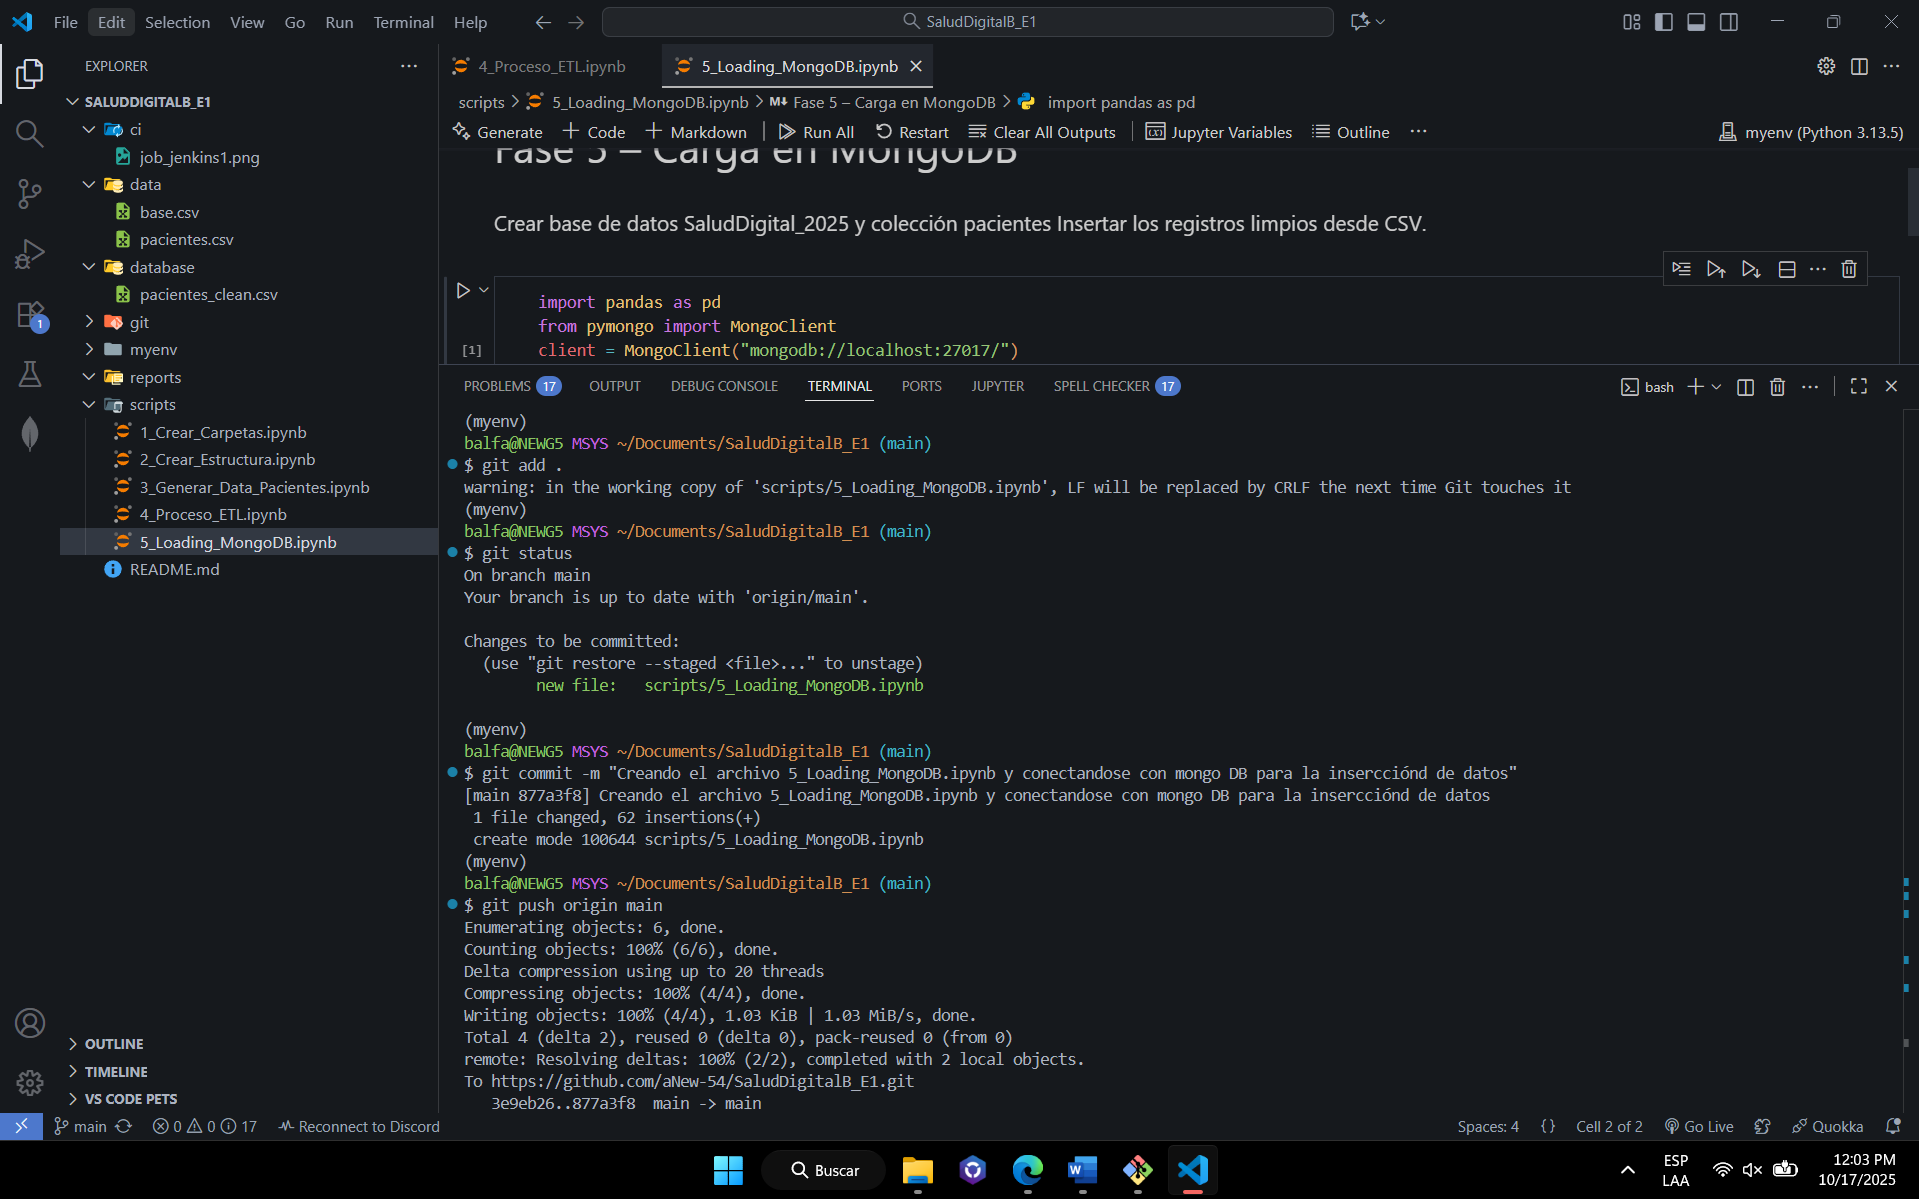 File Edit Selection View Go Run Terminal Help
SaludDigitalB_E1
EXPLORER
SALUDDIGITALB_E1
ci
job_jenkins1.png
data
base.csv
pacientes.csv
database
pacientes_clean.csv
git
myenv
reports
scripts
1_Crear_Carpetas.ipynb
2_Crear_Estructura.ipynb
3_Generar_Data_Pacientes.ipynb
4_Proceso_ETL.ipynb
5_Loading_MongoDB.ipynb
README.md
OUTLINE
TIMELINE
VS CODE PETS
1
4_Proceso_ETL.ipynb 5_Loading_MongoDB.ipynb
scripts > 5_Loading_MongoDB.ipynb > M↓ Fase 5 – Carga en MongoDB > import pandas as pd
Generate + Code + Markdown Run All Restart Clear All Outputs Jupyter Variables Outline ... myenv (Python 3.13.5)
Fase 5 – Carga en MongoDB
Crear base de datos SaludDigital_2025 y colección pacientes Insertar los registros limpios desde CSV.
import pandas as pd
from pymongo import MongoClient
[1] client = MongoClient("mongodb://localhost:27017/")
PROBLEMS 17 OUTPUT DEBUG CONSOLE TERMINAL PORTS JUPYTER SPELL CHECKER 17 bash
(myenv)
balfa@NEWG5 MSYS ~/Documents/SaludDigitalB_E1 (main)
$ git add .
warning: in the working copy of 'scripts/5_Loading_MongoDB.ipynb', LF will be replaced by CRLF the next time Git touches it
(myenv)
balfa@NEWG5 MSYS ~/Documents/SaludDigitalB_E1 (main)
$ git status
On branch main
Your branch is up to date with 'origin/main'.
Changes to be committed:
(use "git restore --staged <file>..." to unstage)
new file:   scripts/5_Loading_MongoDB.ipynb
(myenv)
balfa@NEWG5 MSYS ~/Documents/SaludDigitalB_E1 (main)
$ git commit -m "Creando el archivo 5_Loading_MongoDB.ipynb y conectandose con mongo DB para la insercciónd de datos"
[main 877a3f8] Creando el archivo 5_Loading_MongoDB.ipynb y conectandose con mongo DB para la insercciónd de datos
1 file changed, 62 insertions(+)
create mode 100644 scripts/5_Loading_MongoDB.ipynb
(myenv)
balfa@NEWG5 MSYS ~/Documents/SaludDigitalB_E1 (main)
$ git push origin main
Enumerating objects: 6, done.
Counting objects: 100% (6/6), done.
Delta compression using up to 20 threads
Compressing objects: 100% (4/4), done.
Writing objects: 100% (4/4), 1.03 KiB | 1.03 MiB/s, done.
Total 4 (delta 2), reused 0 (delta 0), pack-reused 0 (from 0)
remote: Resolving deltas: 100% (2/2), completed with 2 local objects.
To https://github.com/aNew-54/SaludDigitalB_E1.git
3e9eb26..877a3f8  main -> main
main 0 0 17 Reconnect to Discord Spaces: 4 {} Cell 2 of 2 Go Live Quokka
Buscar
ESP
LAA
12:03 PM
10/17/2025